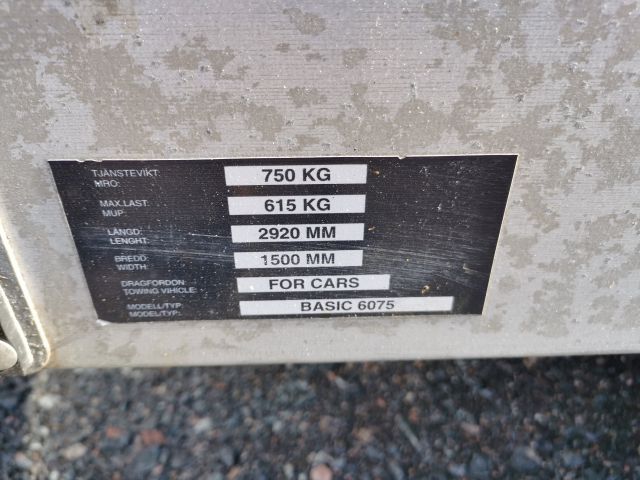 TJÄNSTEVIKT: 750 KG
MRO:
MAX.LAST. 615 KG
MUP:
LÄNGD: 2920 MM
LENGHT:
BREDD: 1500 MM
WIDTH:
DRAGFORDON: FOR CARS
TOWING VEHICLE:
MODELL/TYP. BASIC 6075
MODEL/TYP.: